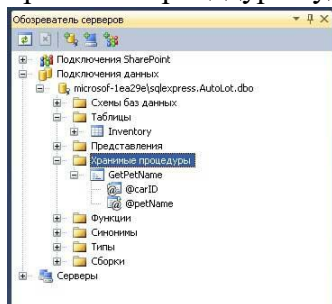 Обозреватель серверов
Подключения SharePoint
Подключения данных
microsof-1ea29e\sqlexpress.AutoLot.dbo
Схемы баз данных
Таблицы
Inventory
Представления
Хранимые процедуры
GetPetName
@carID
@petName
Функции
Синонимы
Типы
Сборки
Серверы